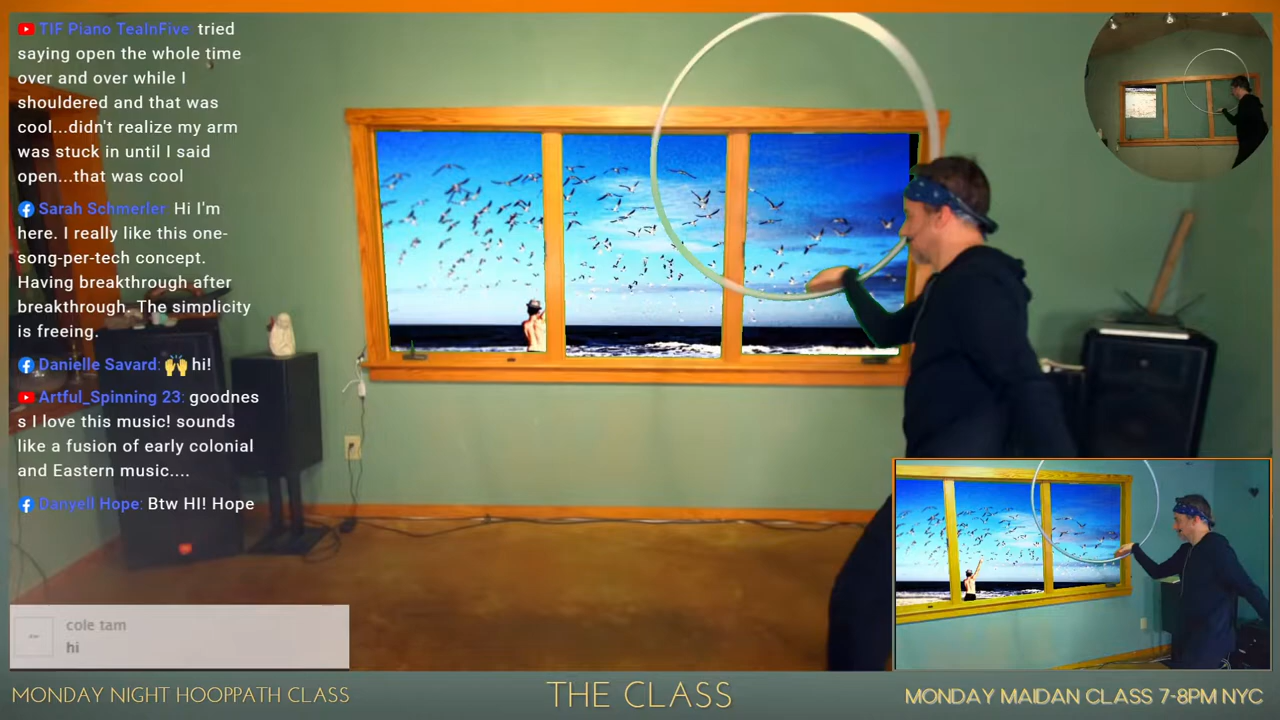 TIF Piano TeaInFive: tried
saying open the whole time
over and over while I
shouldered and that was
cool...didn't realize my arm
was stuck in until I said
open...that was cool
Sarah Schmerler: Hi I'm
here. I really like this one-
song-per-tech concept.
Having breakthrough after
breakthrough. The simplicity
is freeing.
Danielle Savard: 🙌 hi!
Artful_Spinning 23: goodnes
s I love this music! sounds
like a fusion of early colonial
and Eastern music....
Danyell Hope: Btw HI! Hope
cole tam
hi
MONDAY NIGHT HOOPPATH CLASS
THE CLASS
MONDAY MAIDAN CLASS 7-8PM NYC